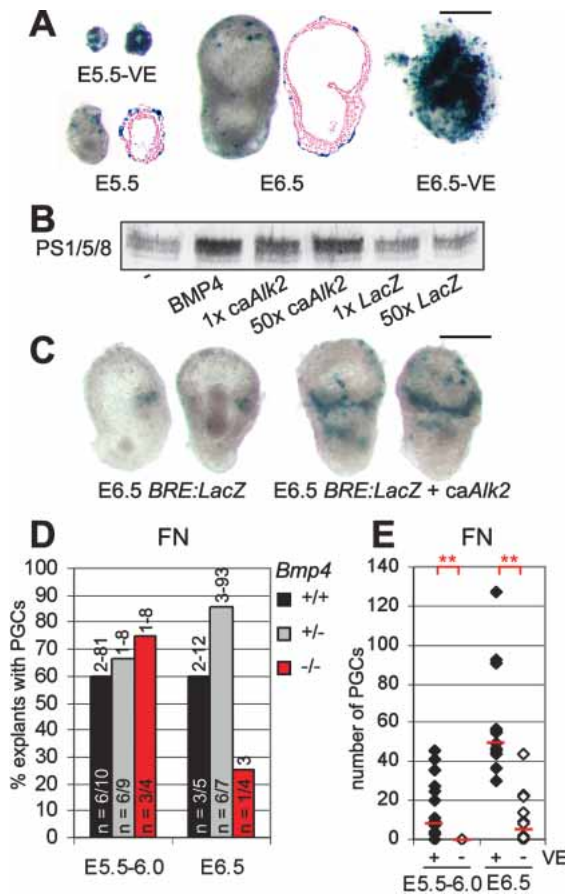 A
E5.5-VE
E5.5
E6.5
E6.5-VE
B
PS1/5/8
-
BMP4
1x caAlk2
50x caAlk2
1x LacZ
50x LacZ
C
E6.5 BRE:LacZ
E6.5 BRE:LacZ + caAlk2
D
FN
% explants with PGCs
100
90
80
70
60
50
40
30
20
10
0
2-81
1-8
1-8
2-12
3-93
3
n = 6/10
n = 6/9
n = 3/4
n = 3/5
n = 6/7
n = 1/4
E5.5-6.0
E6.5
Bmp4
+/+
+/-
-/-
E
FN
** **
number of PGCs
140
120
100
80
60
40
20
0
+ - + - VE
E5.5-6.0 E6.5